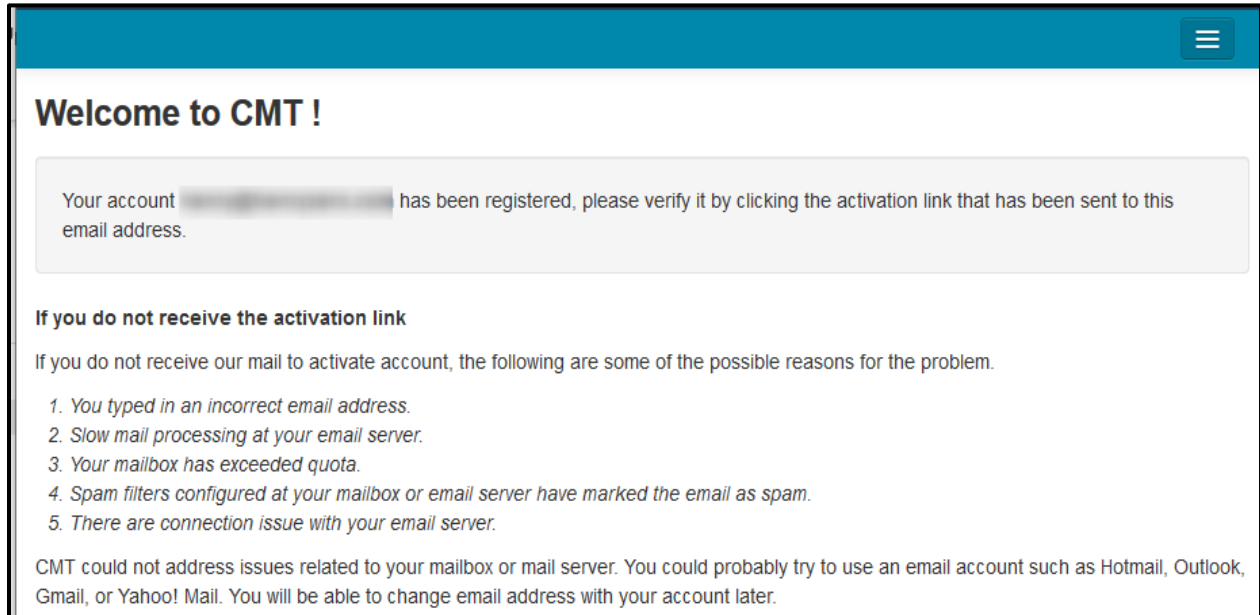 Welcome to CMT !
Your account has been registered, please verify it by clicking the activation link that has been sent to this
email address.
If you do not receive the activation link
If you do not receive our mail to activate account, the following are some of the possible reasons for the problem.
1. You typed in an incorrect email address.
2. Slow mail processing at your email server.
3. Your mailbox has exceeded quota.
4. Spam filters configured at your mailbox or email server have marked the email as spam.
5. There are connection issue with your email server.
CMT could not address issues related to your mailbox or mail server. You could probably try to use an email account such as Hotmail, Outlook,
Gmail, or Yahoo! Mail. You will be able to change email address with your account later.